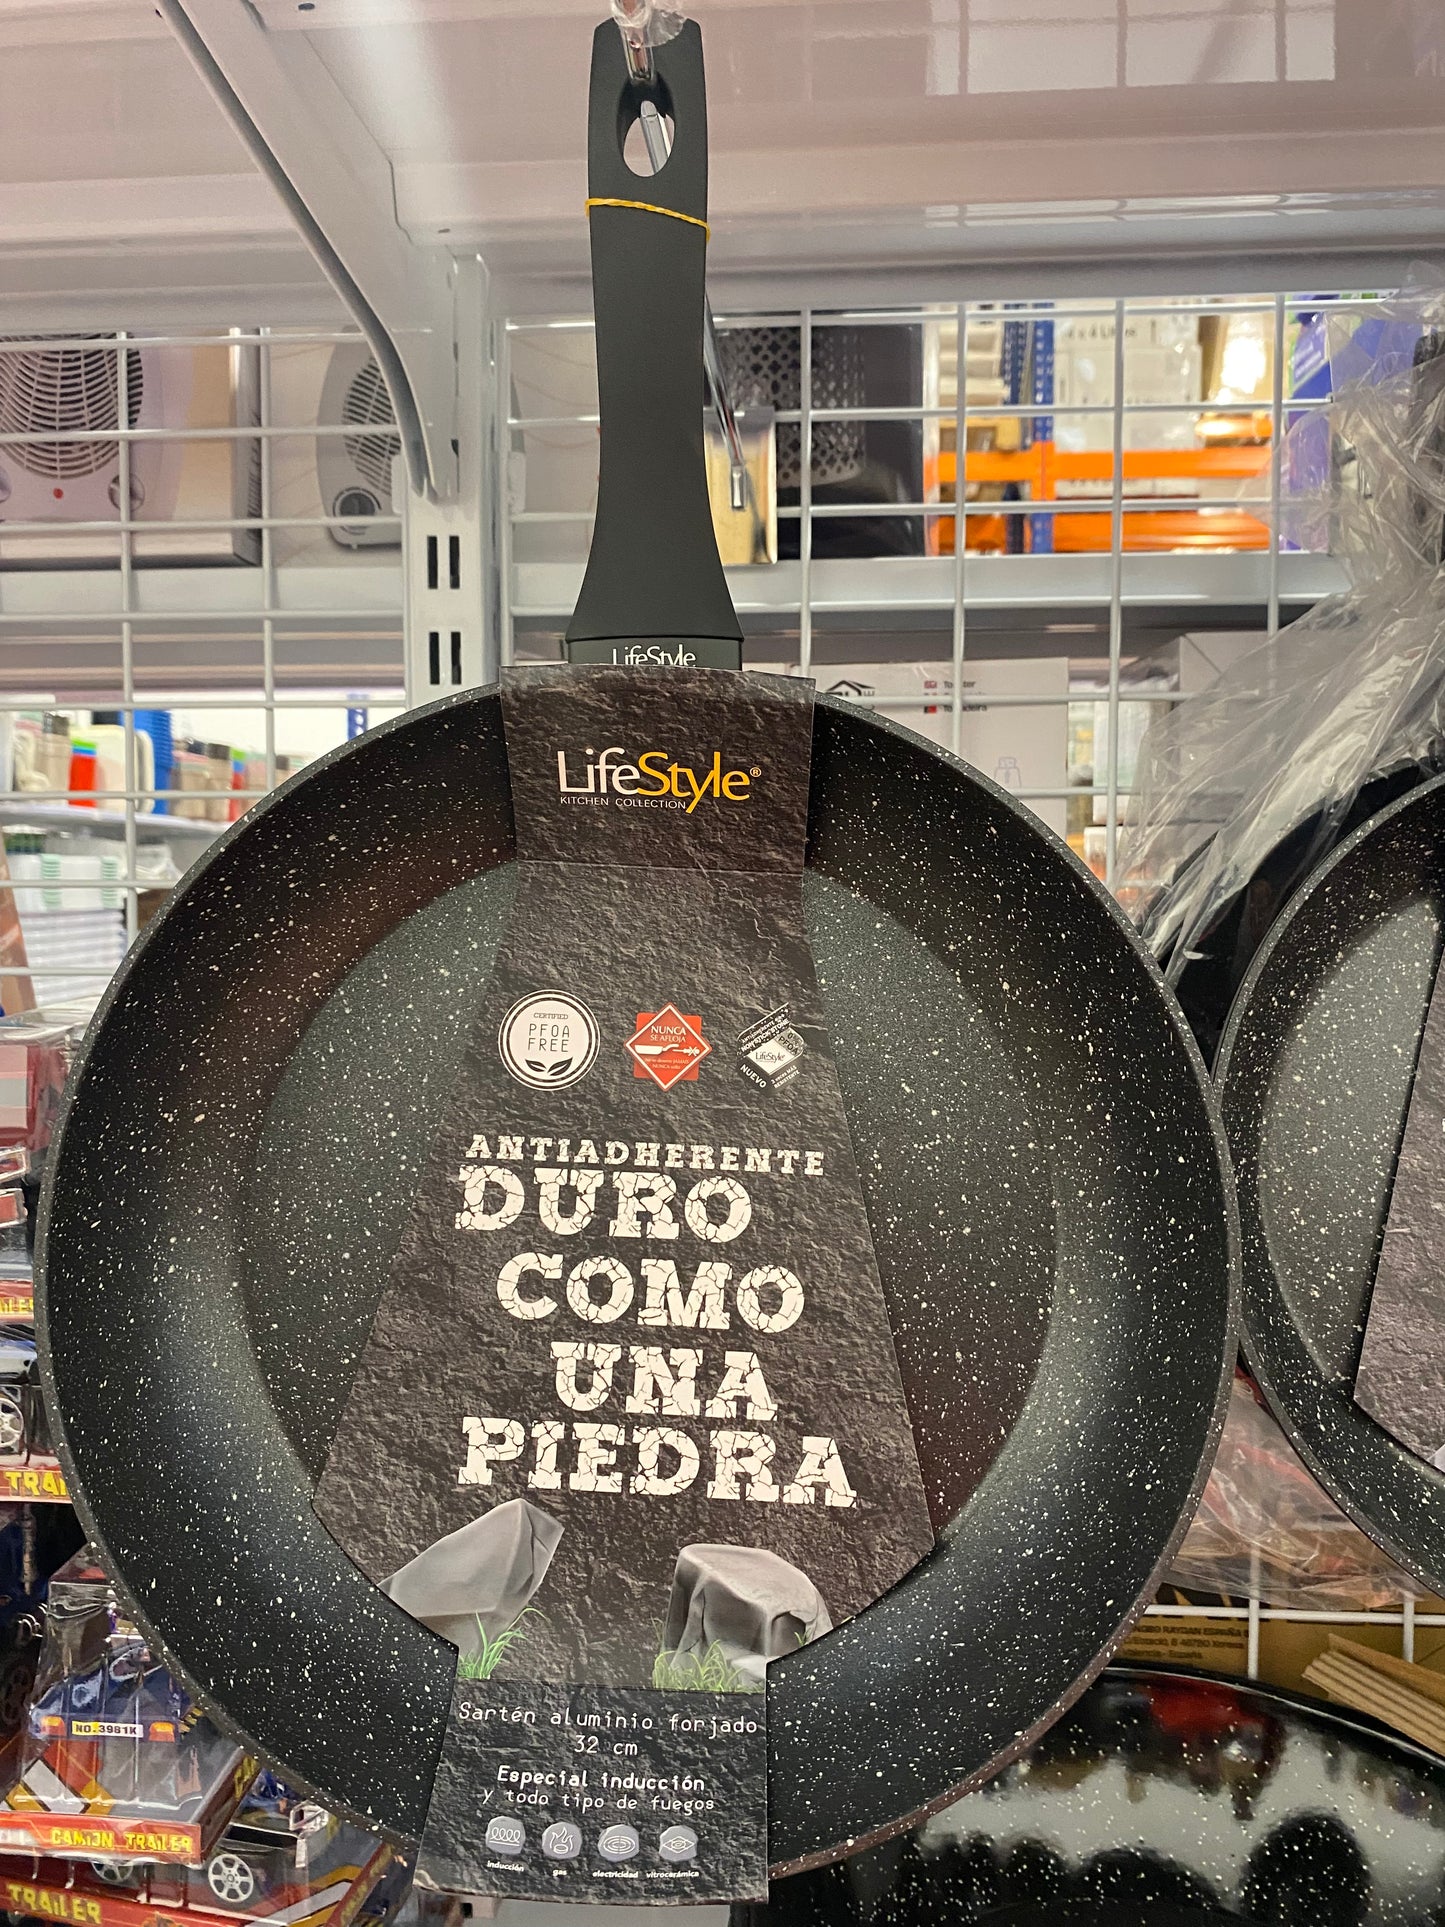 LifeStyle
LifeStyle®
KITCHEN COLLECTION
CERTIFIED
PFOA
FREE
NUNCA
SE AFLOJA
LifeStyle
NUEVO
ANTIADHERENTE
DURO
COMO
UNA
PIEDRA
Sartén aluminio forjado
32 cm
Especial inducción
y todo tipo de fuegos
inducción
gas
electricidad
vitrocerámica
NO.3981K
CAMION TRAILER
TRAILER